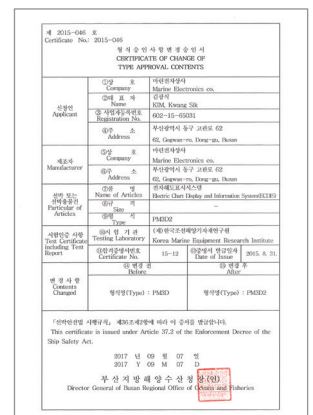 제 2015-046 호
Certificate No.: 2015-046
형식승인사항변경승인서
CERTIFICATE OF CHANGE OF
TYPE APPROVAL CONTENTS
신청인
Applicant
①상 호
Company
마린전자상사
Marine Electronics co.
②대 표 자
Name
김광식
KIM, Kwang Sik
③ 사업자등록번호
Registration No.
602-15-65031
④주 소
Address
부산광역시 동구 고관로 62
62, Gogwan-ro, Dong-gu, Busan
제조자
Manufacturer
⑤상 호
Company
마린전자상사
Marine Electronics co.
⑥주 소
Address
부산광역시 동구 고관로 62
62, Gogwan-ro, Dong-gu, Busan
선박 또는
선박용물건
Particular of
Articles
⑦품 명
Name of Articles
전자해도표시시스템
Electric Chart Display and Information System(ECDIS)
⑧규 격
Size
-
⑨형 식
Type
PM3D2
시험인증 사항
Test Certificate
including Test
Report
⑩시 험 기 관
Testing Laboratory
(재)한국조선해양기자재연구원
Korea Marine Equipment Research Institute
⑪합격증명서번호
Certificate No.
15-12
⑫증명서 발급일자
Date of Issue
2015. 8. 31.
변 경 사 항
Contents
Changed
⑬ 변경 전
Before
⑭ 변경 후
After
형식명(Type) : PM3D
형식명(Type) : PM3D2
「선박안전법 시행규칙」 제36조제2항에 따라 이 증서를 발급합니다.
This certificate is issued under Article 37.2 of the Enforcement Decree of the
Ship Safety Act.
2017 년 09 월 07 일
2017 Y 09 M 07 D
부산지방해양수산청장(인)
Director General of Busan Regional Office of Oceans and Fisheries